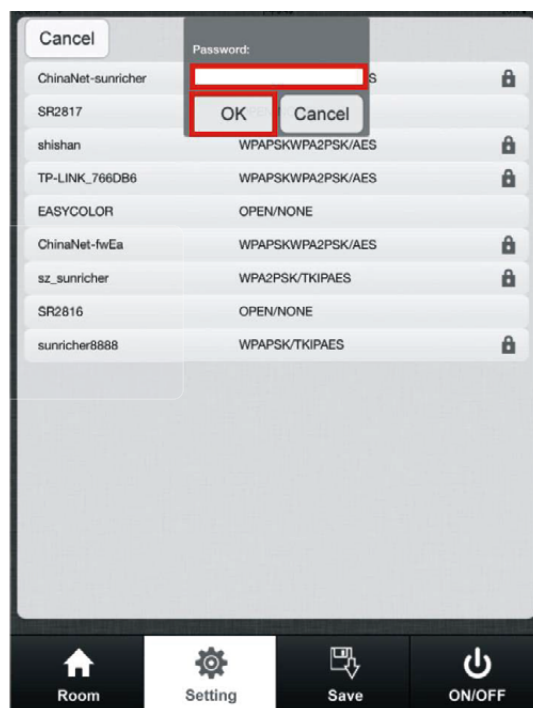 Cancel
Password:
ChinaNet-sunricher S
SR2817
OK Cancel
shishan WPAPSKWPA2PSK/AES
TP-LINK_766DB6 WPAPSKWPA2PSK/AES
EASYCOLOR OPEN/NONE
ChinaNet-fwEa WPAPSKWPA2PSK/AES
sz_sunricher WPA2PSK/TKIPAES
SR2816 OPEN/NONE
sunricher8888 WPAPSK/TKIPAES
Room Setting Save ON/OFF